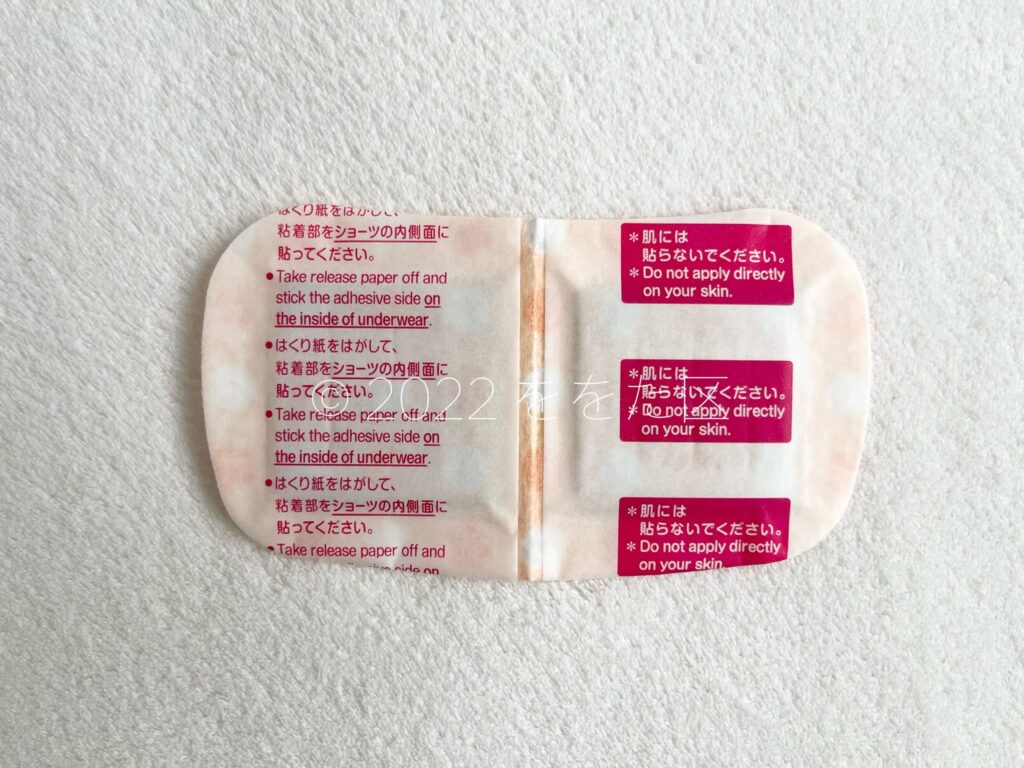 はくり紙をはがして、
粘着部をショーツの内側面に
貼ってください。
●Take release paper off and
stick the adhesive side on
the inside of underwear.
●はくり紙をはがして、
粘着部をショーツの内側面に
貼ってください。
●Take release paper off and
stick the adhesive side on
the inside of underwear.
●はくり紙をはがして、
粘着部をショーツの内側面に
貼ってください。
●Take release paper off and
side on
＊肌には
貼らないでください。
＊Do not apply directly
on your skin.
＊肌には
貼らないでください。
＊Do not apply directly
on your skin.
＊肌には
貼らないでください。
＊Do not apply directly
on your skin.
© 2022 ををた区